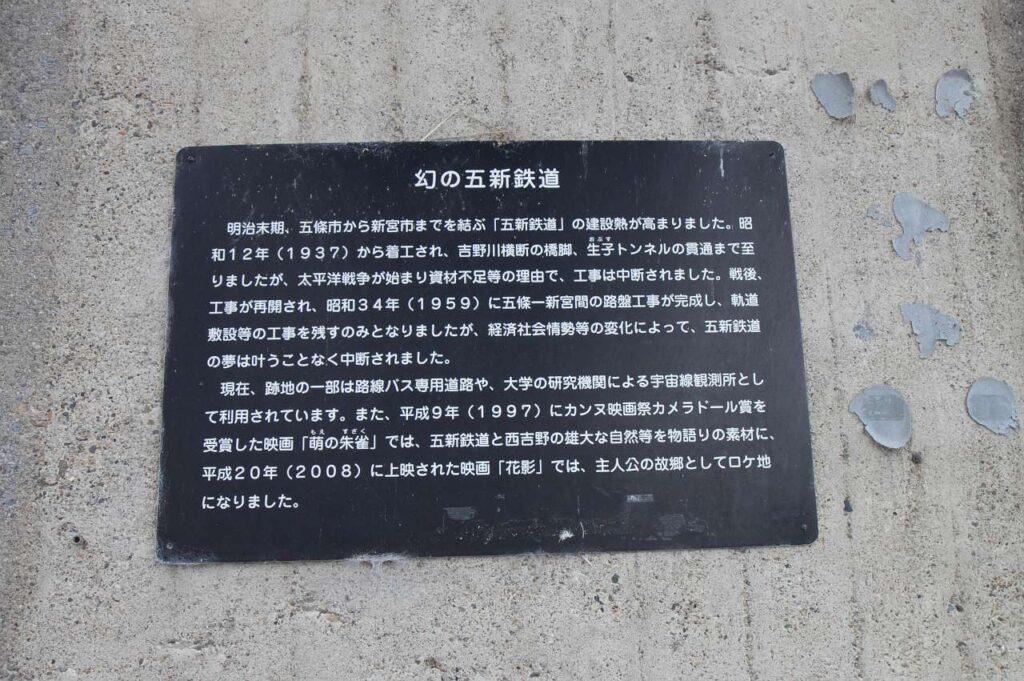 幻の五新鉄道
明治末期、五條市から新宮市までを結ぶ「五新鉄道」の建設熱が高まりました。昭
和12年（1937）から着工され、吉野川横断の橋脚、生子トンネルの貫通まで至
おぶす
りましたが、太平洋戦争が始まり資材不足等の理由で、工事は中断されました。戦後、
工事が再開され、昭和34年（1959）に五條ー新宮間の路盤工事が完成し、軌道
敷設等の工事を残すのみとなりましたが、経済社会情勢等の変化によって、五新鉄道
の夢は叶うことなく中断されました。
現在、跡地の一部は路線バス専用道路や、大学の研究機関による宇宙線観測所とし
て利用されています。また、平成9年（1997）にカンヌ映画祭カメラドール賞を
受賞した映画「萌の朱雀」では、五新鉄道と西吉野の雄大な自然等を物語りの素材に、
もえ すざく
平成20年（2008）に上映された映画「花影」では、主人公の故郷としてロケ地
になりました。